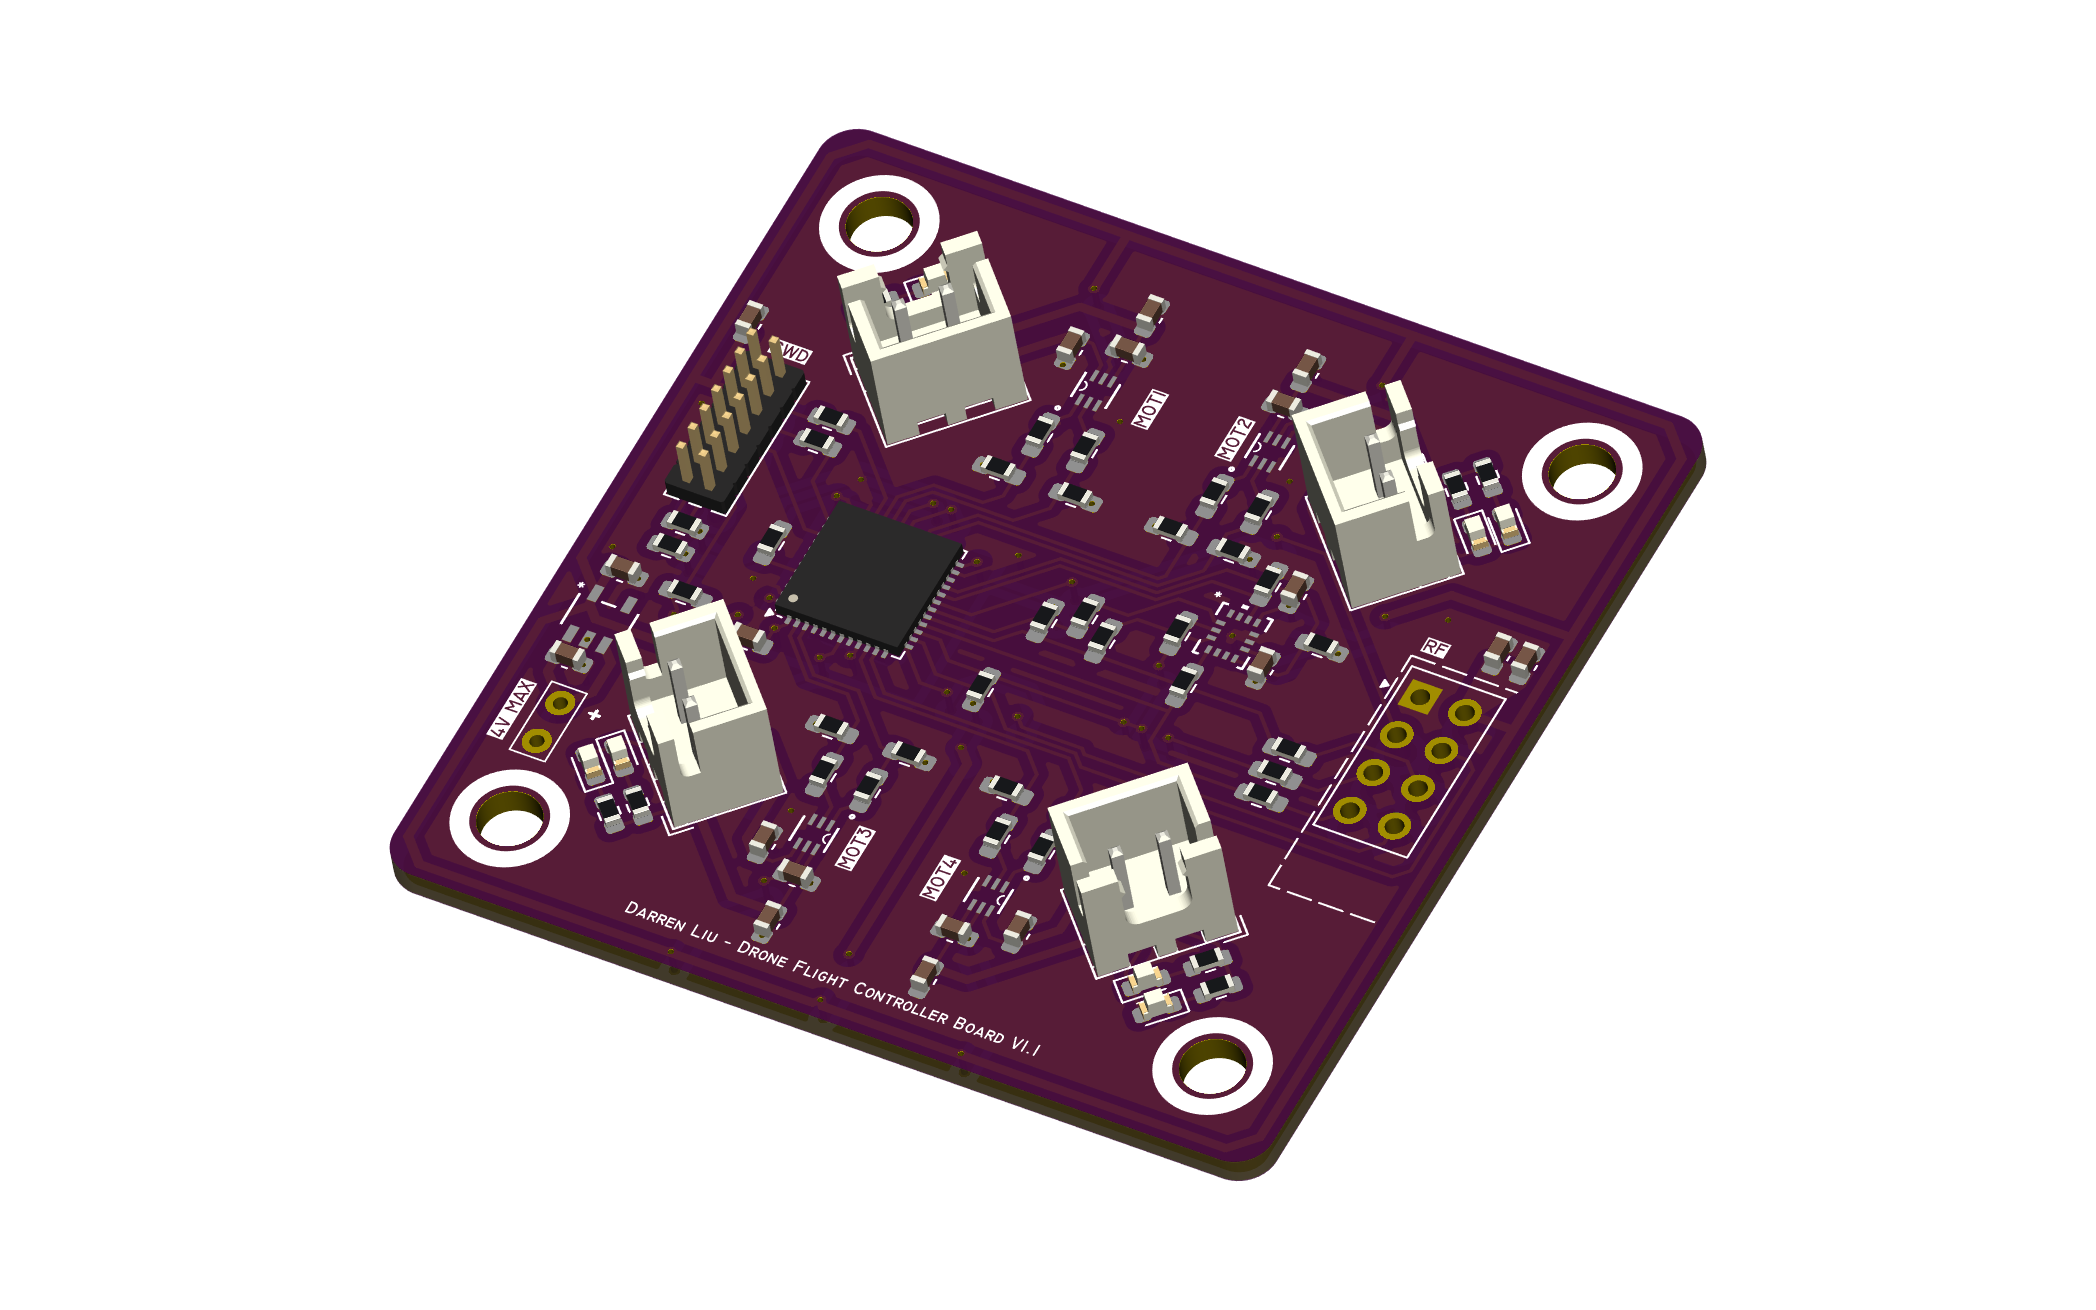 SWD
MOT1
MOT2
RF
4V MAX
+
MOT3
MOT4
DARREN LIU - DRONE FLIGHT CONTROLLER BOARD V1.1